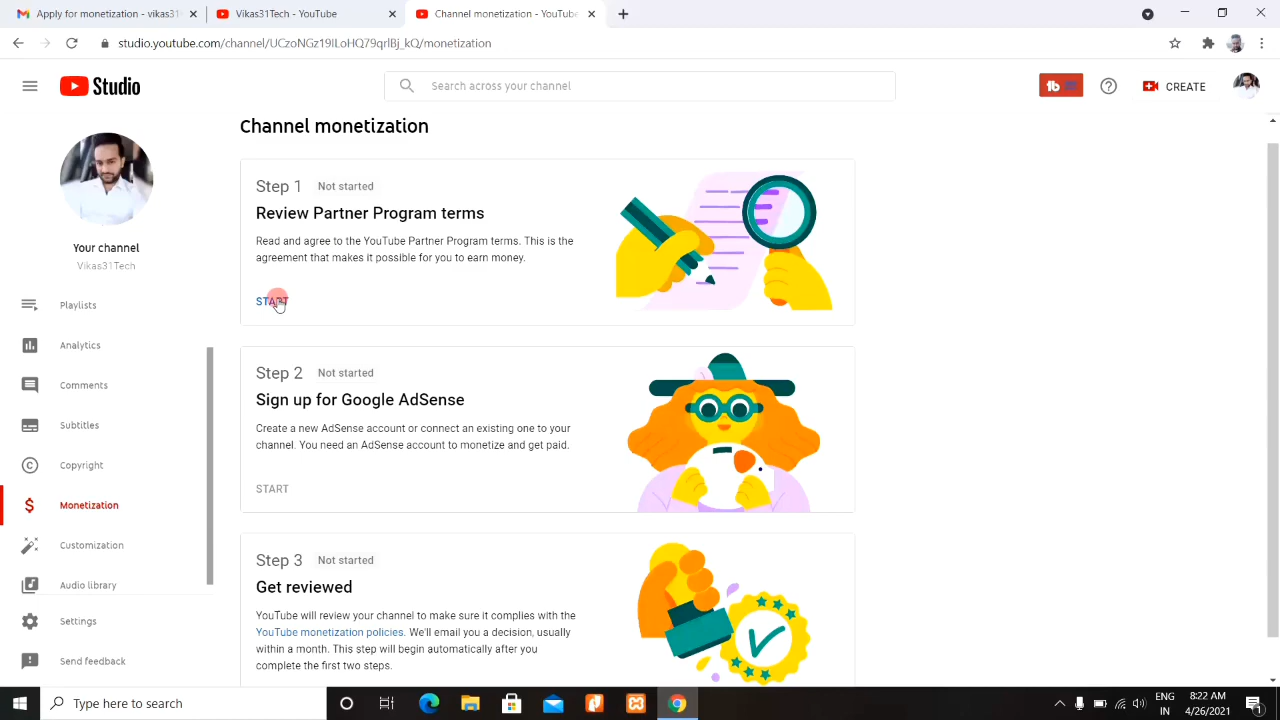 Apply for monetization - vikas31
Vikas31Tech - YouTube
Channel monetization - YouTube
studio.youtube.com/channel/UCzoNGz19ILoHQ79qrlBj_kQ/monetization
Studio
Search across your channel
CREATE
Channel monetization
Your channel
Vikas31Tech
Playlists
Analytics
Comments
Subtitles
Copyright
Monetization
Customization
Audio library
Settings
Send feedback
Step 1 Not started
Review Partner Program terms
Read and agree to the YouTube Partner Program terms. This is the
agreement that makes it possible for you to earn money.
START
Step 2 Not started
Sign up for Google AdSense
Create a new AdSense account or connect an existing one to your
channel. You need an AdSense account to monetize and get paid.
START
Step 3 Not started
Get reviewed
YouTube will review your channel to make sure it complies with the
YouTube monetization policies. We'll email you a decision, usually
within a month. This step will begin automatically after you
complete the first two steps.
Type here to search
ENG
IN
8:22 AM
4/26/2021